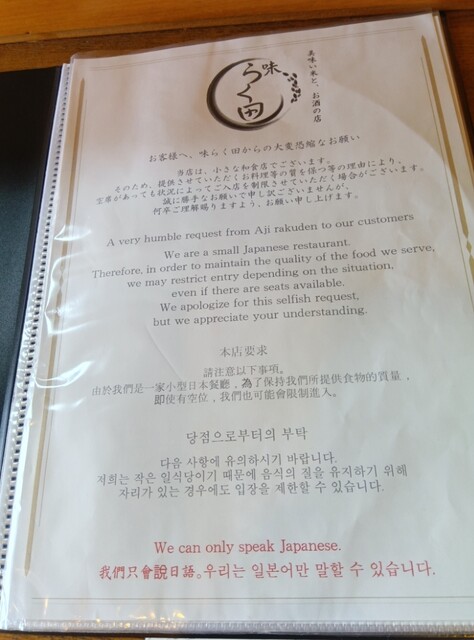 味
らく田
美味い米と、お酒の店
お客様へ、味らく田からの大変恐縮なお願い
当店は、小さな和食店でございます。
そのため、提供させていただくお料理等の質を保つ等の理由により、
空席があっても状況によってご入店を制限させていただく場合がございます。
誠に勝手なお願いで申し訳ございませんが、
何卒ご理解賜りますよう、お願い申し上げます。
A very humble request from Aji rakuden to our customers
We are a small Japanese restaurant.
Therefore, in order to maintain the quality of the food we serve,
we may restrict entry depending on the situation,
even if there are seats available.
We apologize for this selfish request,
but we appreciate your understanding.
本店要求
請注意以下事項。
由於我們是一家小型日本餐廳，為了保持我們所提供食物的質量，
即使有空位，我們也可能會限制進入。
당점으로부터의 부탁
다음 사항에 유의하시기 바랍니다.
저희는 작은 일식당이기 때문에 음식의 질을 유지하기 위해
자리가 있는 경우에도 입장을 제한할 수 있습니다.
We can only speak Japanese.
我們只會說日語。우리는 일본어만 말할 수 있습니다.